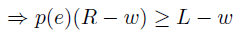 ⇒ p(e)(R − w) ≥ L − w